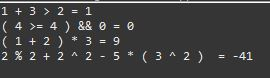 1 + 3 > 2 = 1
( 4 >= 4 ) && 0 = 0
( 1 + 2 ) * 3 = 9
2 % 2 + 2 ^ 2 - 5 * ( 3 ^ 2 ) = -41